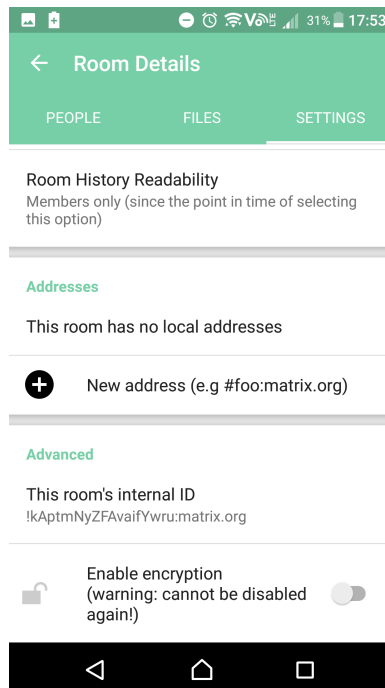 31% 17:53
Room Details
PEOPLE FILES SETTINGS
Room History Readability
Members only (since the point in time of selecting
this option)
Addresses
This room has no local addresses
New address (e.g #foo:matrix.org)
Advanced
This room's internal ID
!kAptmNyZFAvaifYwru:matrix.org
Enable encryption
(warning: cannot be disabled
again!)